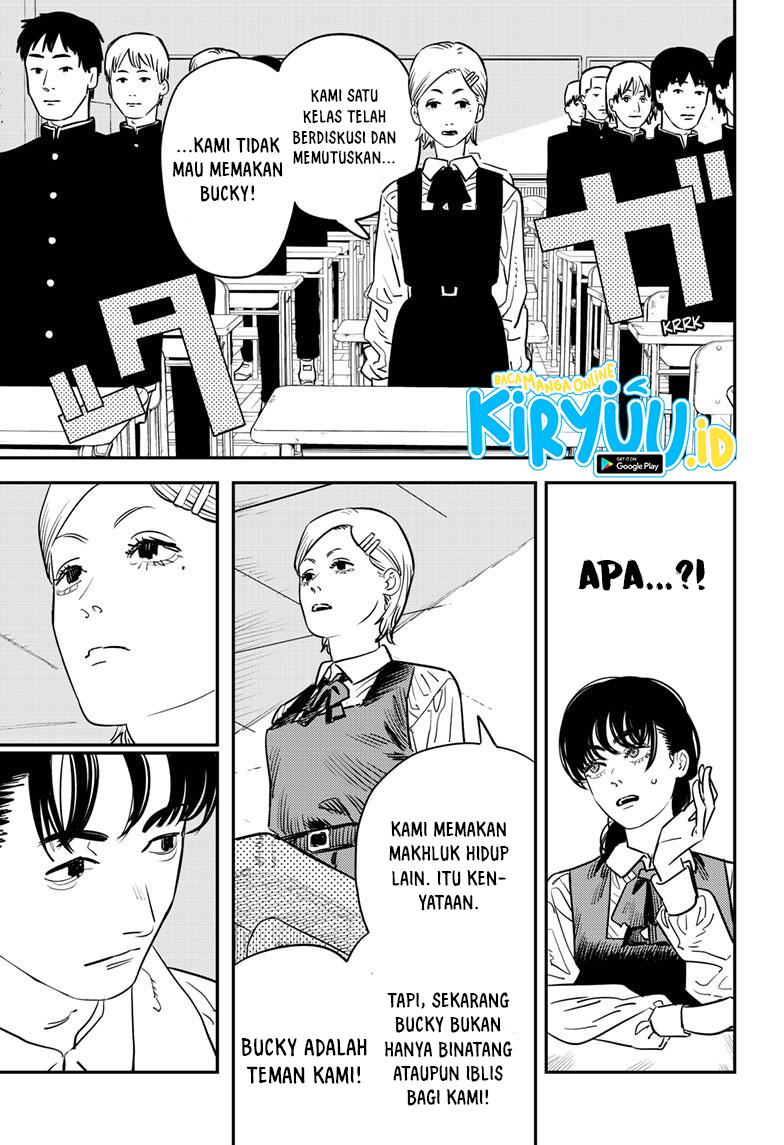 KAMI SATU
KELAS TELAH
BERDISKUSI DAN
MEMUTUSKAN...
...KAMI TIDAK
MAU MEMAKAN
BUCKY!
ガタッ
KRRK
BACA MANGA ONLINE
KIRYUU.ID
GET IT ON
Google Play
APA...?!
KAMI MEMAKAN
MAKHLUK HIDUP
LAIN. ITU KEN-
YATAAN.
TAPI, SEKARANG
BUCKY BUKAN
HANYA BINATANG
ATAUPUN IBLIS
BAGI KAMI!
BUCKY ADALAH
TEMAN KAMI!